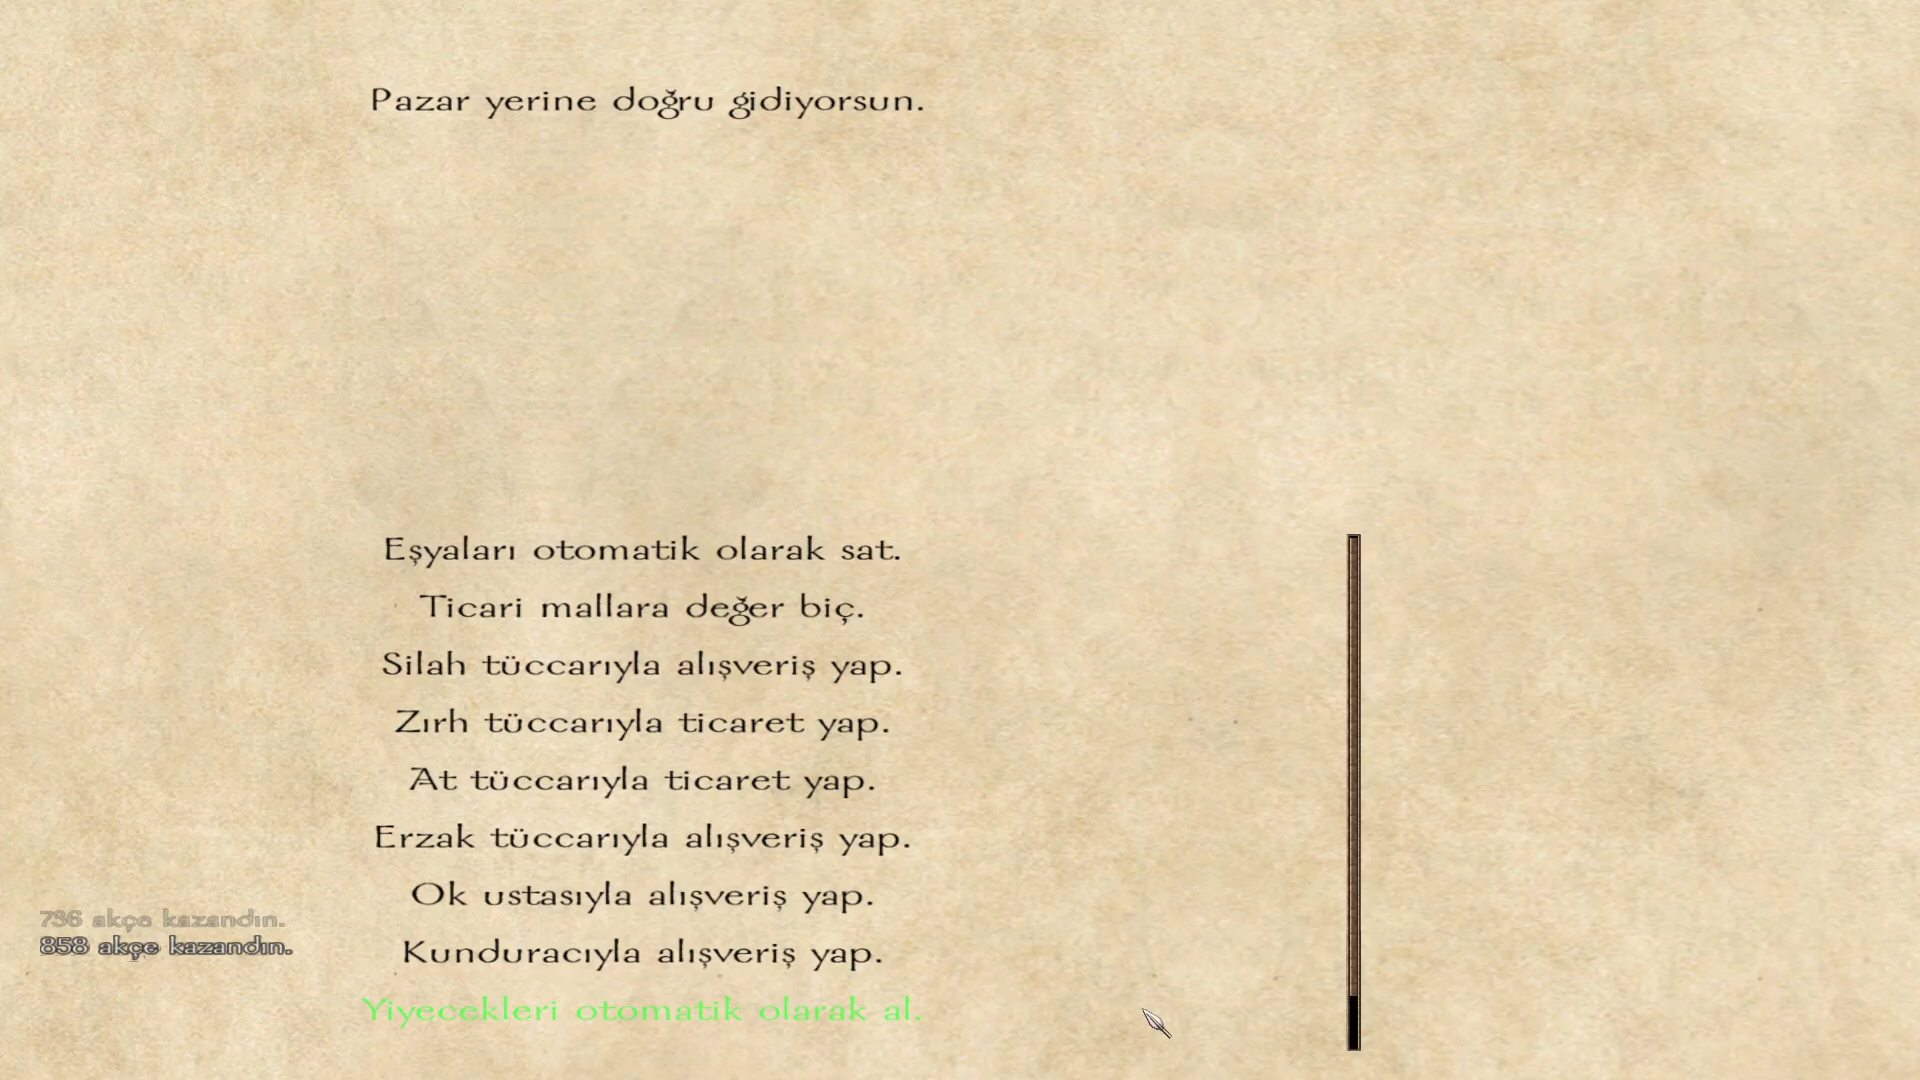 Pazar yerine doğru gidiyorsun.
Eşyaları otomatik olarak sat.
Ticari mallara değer biç.
Silah tüccarıyla alışveriş yap.
Zırh tüccarıyla ticaret yap.
At tüccarıyla ticaret yap.
Erzak tüccarıyla alışveriş yap.
Ok ustasıyla alışveriş yap.
736 akçe kazandın.
858 akçe kazandın.
Kunduracıyla alışveriş yap.
Yiyecekleri otomatik olarak al.